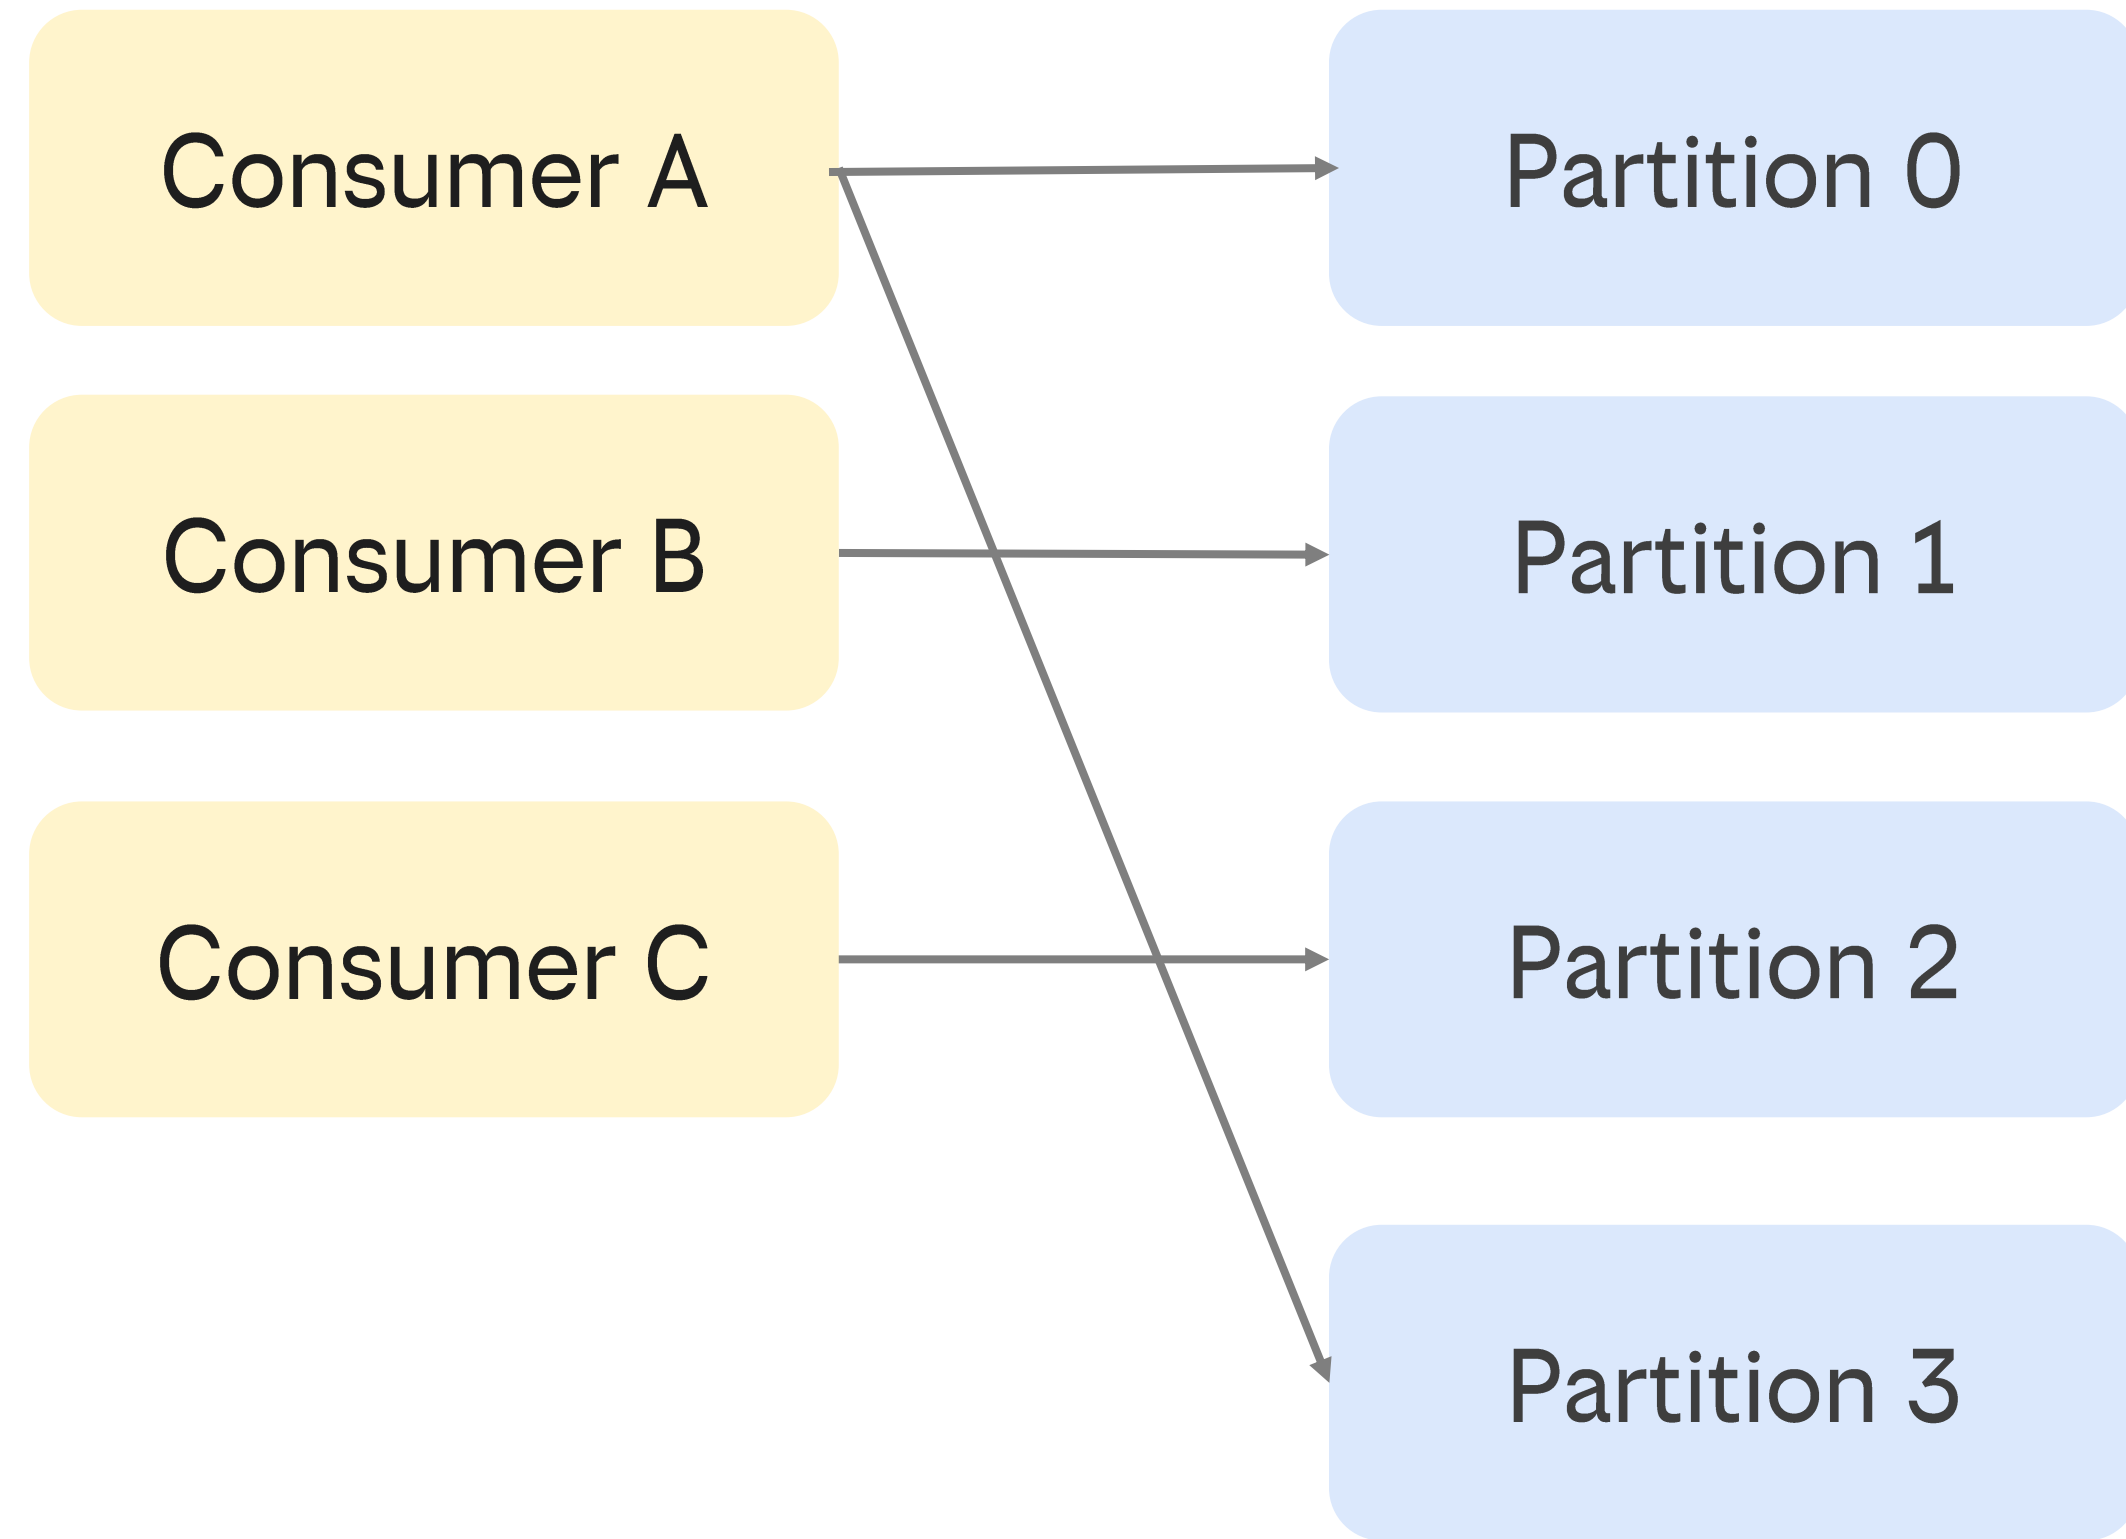 Consumer A
Partition 0
Consumer B
Partition 1
Consumer C
Partition 2
Partition 3